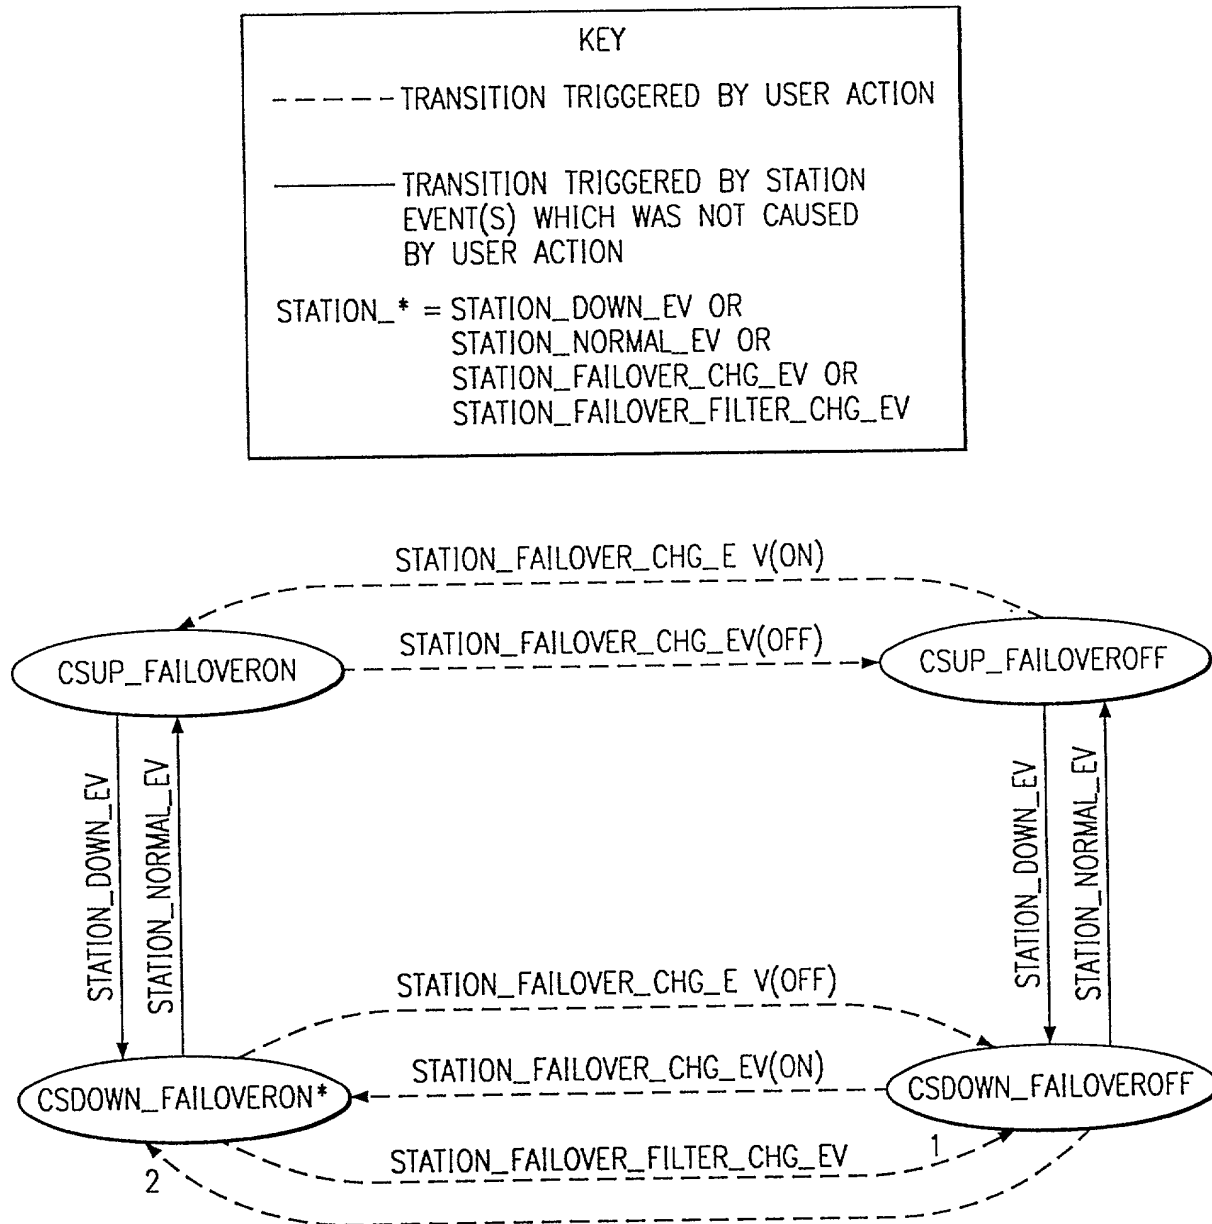 KEY
TRANSITION TRIGGERED BY USER ACTION
TRANSITION TRIGGERED BY STATION
EVENT(S) WHICH WAS NOT CAUSED
BY USER ACTION
STATION_* = STATION_DOWN_EV OR
STATION_NORMAL_EV OR
STATION_FAILOVER_CHG_EV OR
STATION_FAILOVER_FILTER_CHG_EV
STATION_FAILOVER_CHG_E V(ON)
STATION_FAILOVER_CHG_EV(OFF)
CSUP_FAILOVERON
CSUP_FAILOVEROFF
STATION_DOWN_EV
STATION_NORMAL_EV
STATION_DOWN_EV
STATION_NORMAL_EV
STATION_FAILOVER_CHG_E V(OFF)
STATION_FAILOVER_CHG_EV(ON)
CSDOWN_FAILOVERON*
CSDOWN_FAILOVEROFF
STATION_FAILOVER_FILTER_CHG_EV
1
2